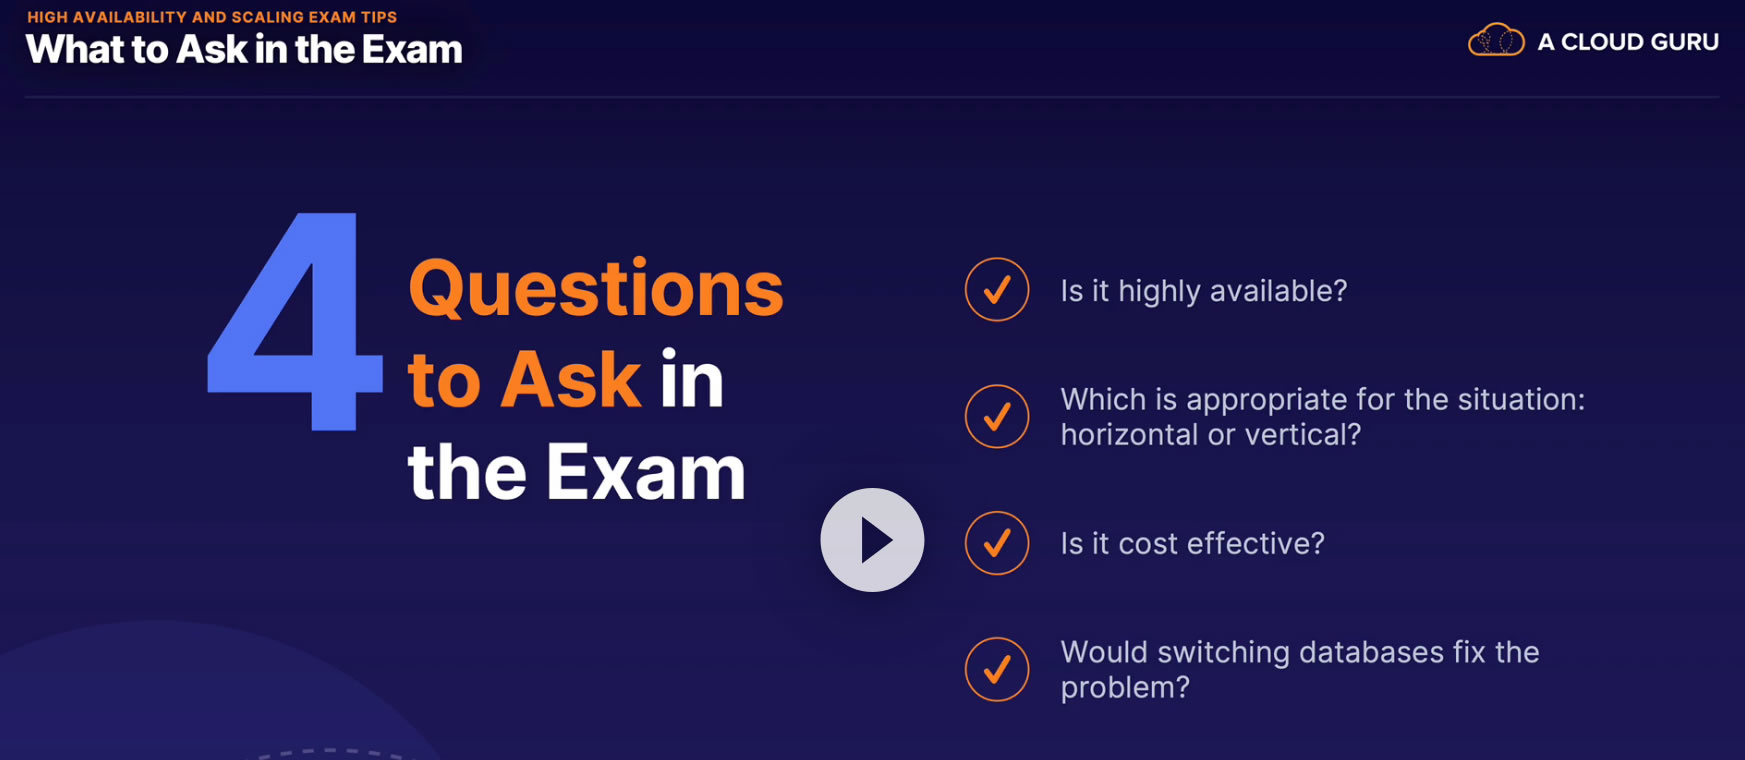 HIGH AVAILABILITY AND SCALING EXAM TIPS
What to Ask in the Exam
A CLOUD GURU
4
Questions
to Ask in
the Exam
Is it highly available?
Which is appropriate for the situation:
horizontal or vertical?
Is it cost effective?
Would switching databases fix the
problem?